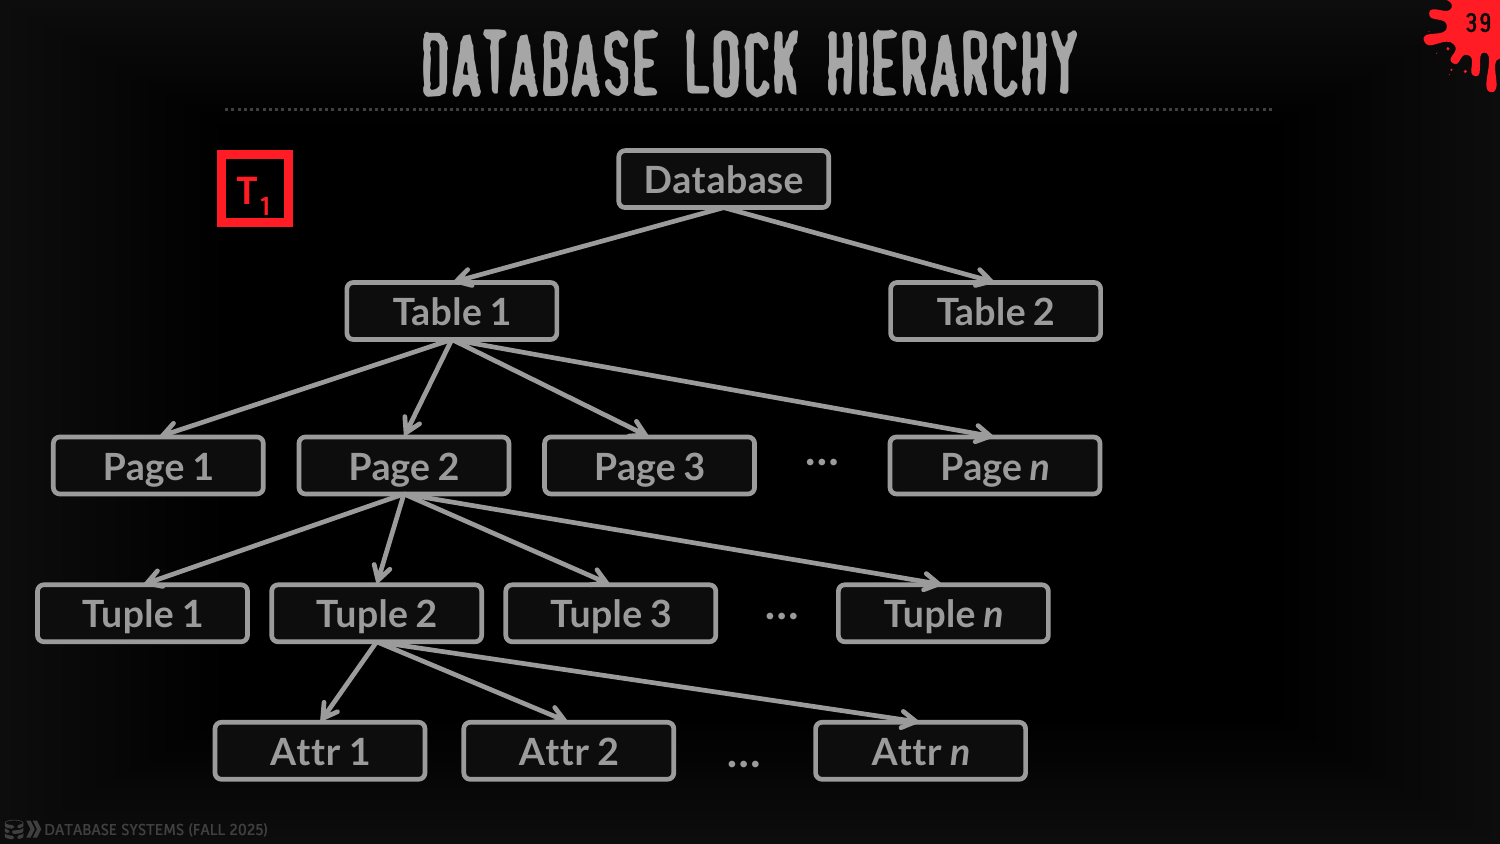 39
DATABASE LOCK HIERARCHY
T1
Database
Table 1
Table 2
Page 1
Page 2
Page 3
...
Page n
Tuple 1
Tuple 2
Tuple 3
...
Tuple n
Attr 1
Attr 2
...
Attr n
DATABASE SYSTEMS (FALL 2025)